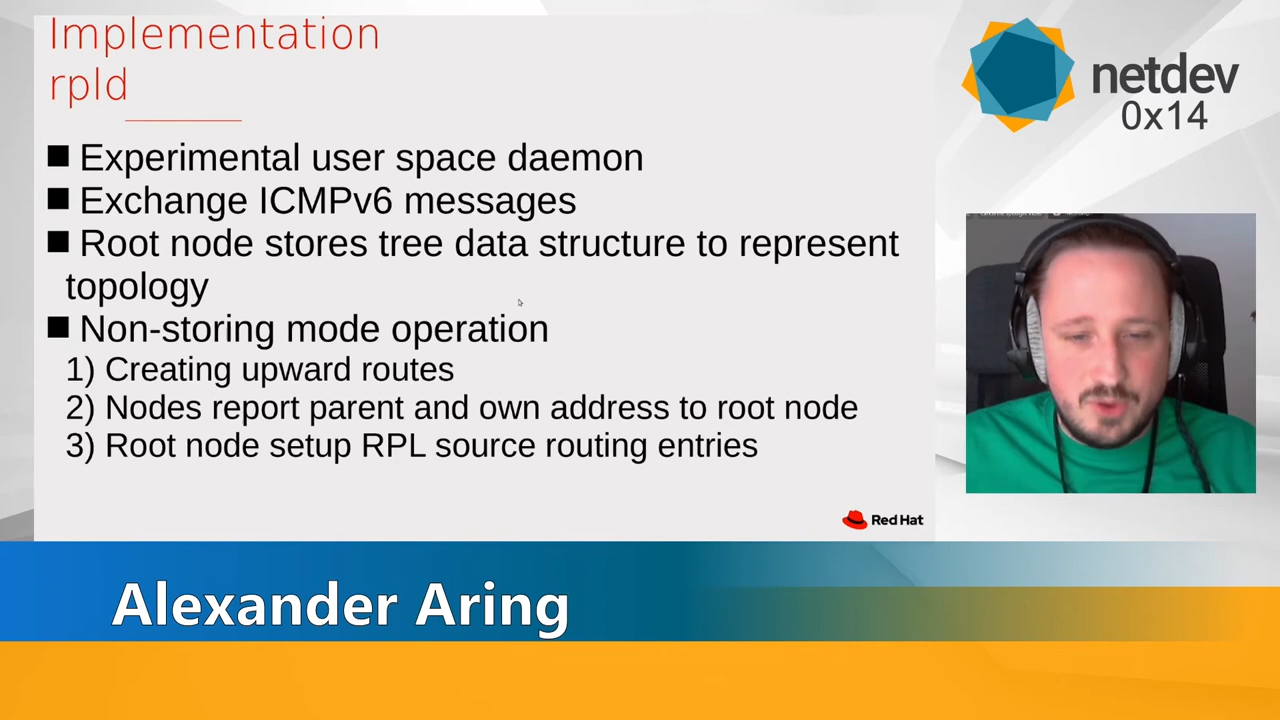 Implementation
rpld
Experimental user space daemon
Exchange ICMPv6 messages
Root node stores tree data structure to represent
topology
Non-storing mode operation
1) Creating upward routes
2) Nodes report parent and own address to root node
3) Root node setup RPL source routing entries
Red Hat
netdev
0x14
Alexander Aring